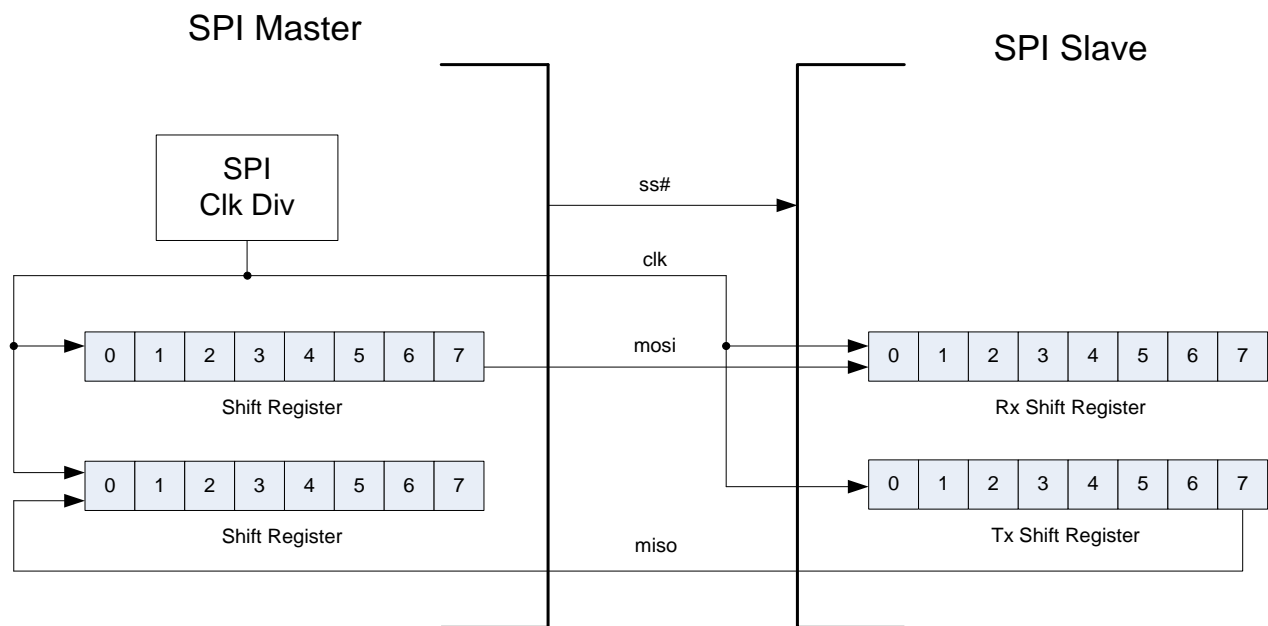 SPI Master
SPI Slave
SPI
Clk Div
ss#
clk
0 1 2 3 4 5 6 7
mosi
0 1 2 3 4 5 6 7
Shift Register
Rx Shift Register
0 1 2 3 4 5 6 7
0 1 2 3 4 5 6 7
Shift Register
Tx Shift Register
miso